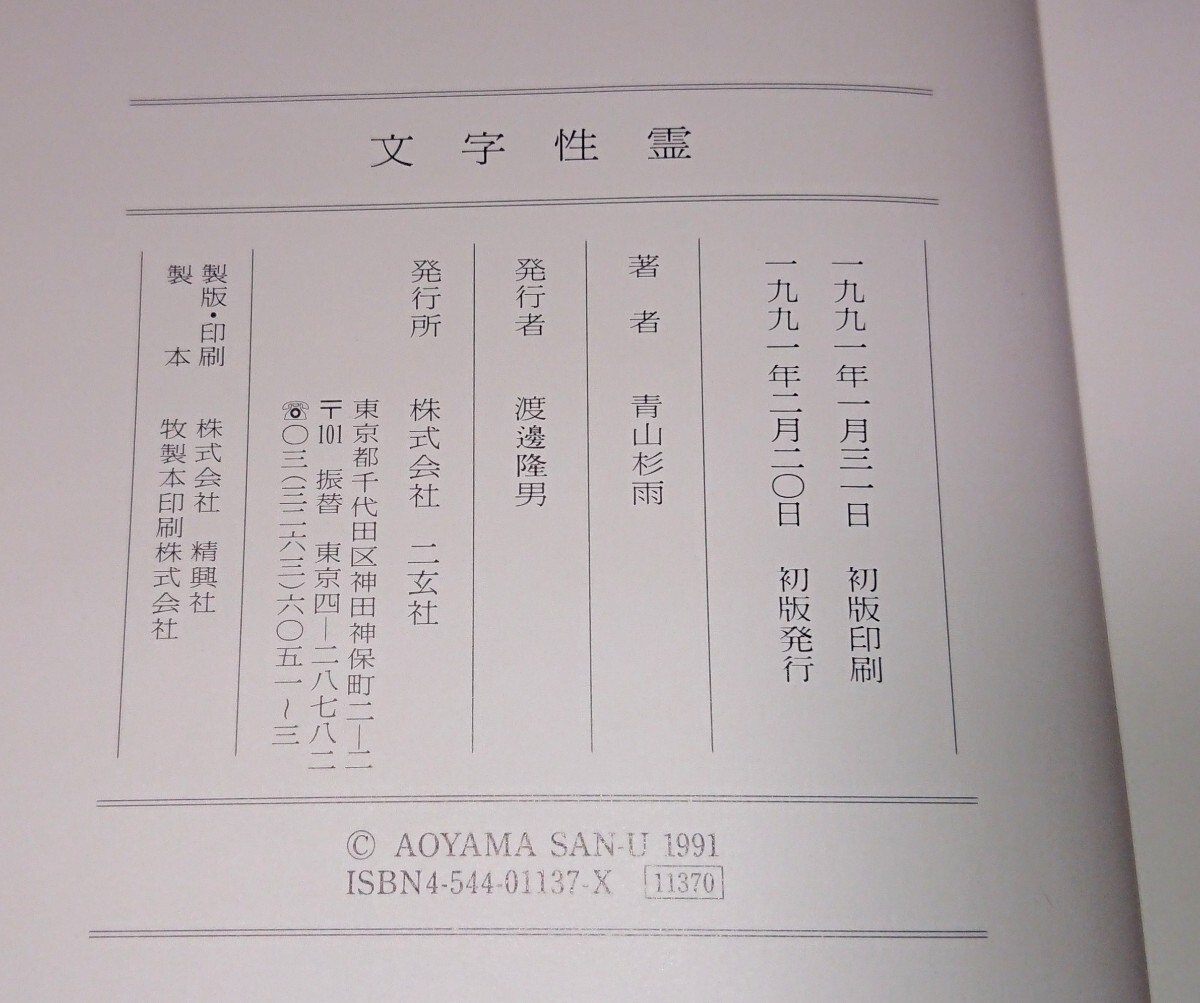 文字性霊
一九九一年一月三一日 初版印刷
一九九一年二月二〇日 初版発行
著者 青山杉雨
発行者 渡邊隆男
発行所 株式会社 二玄社
東京都千代田区神田神保町二―二
〒101 振替 東京四―二八七八二
☎〇三(三二六三)六〇五一〜三
製版・印刷 株式会社 精興社
製本 牧製本印刷株式会社
© AOYAMA SAN-U 1991
ISBN4-544-01137-X 11370